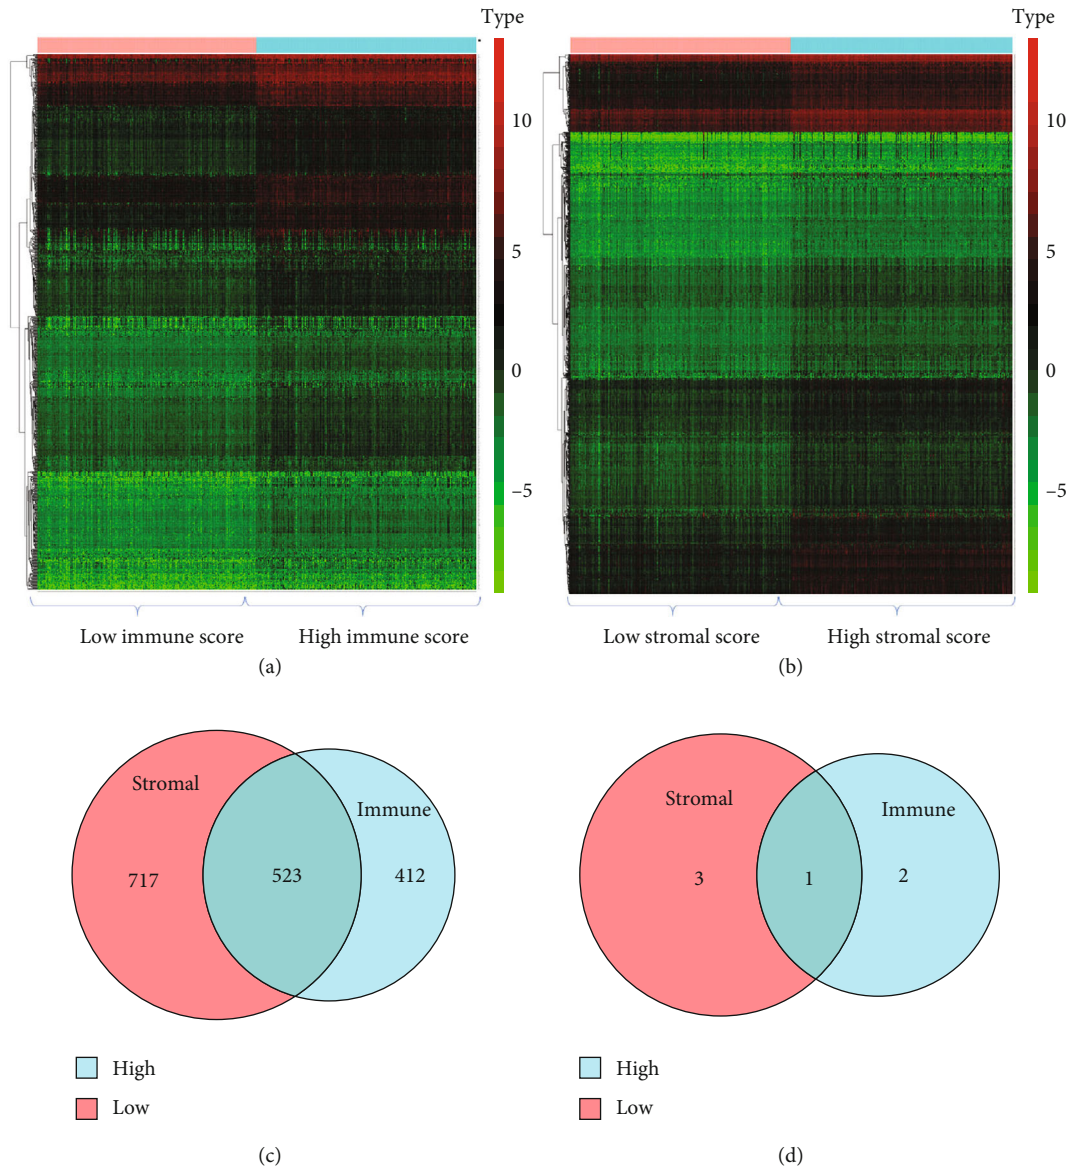 Type
10
5
0
−5
Low immune score
High immune score
(a)
Type
10
5
0
−5
Low stromal score
High stromal score
(b)
Stromal
Immune
717
523
412
High
Low
(c)
Stromal
Immune
3
1
2
High
Low
(d)